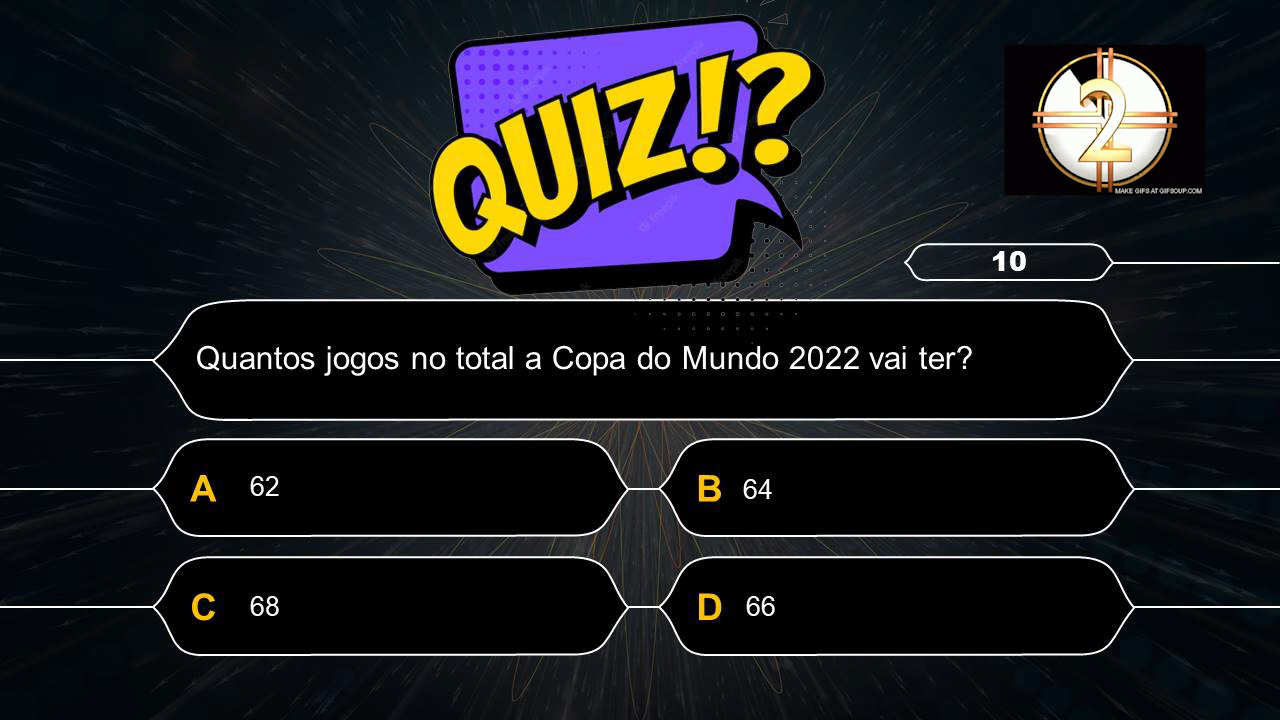 QUIZ!?
2
MAKE GIFS AT GIFSOUP.COM
10
Quantos jogos no total a Copa do Mundo 2022 vai ter?
A 62
B 64
C 68
D 66